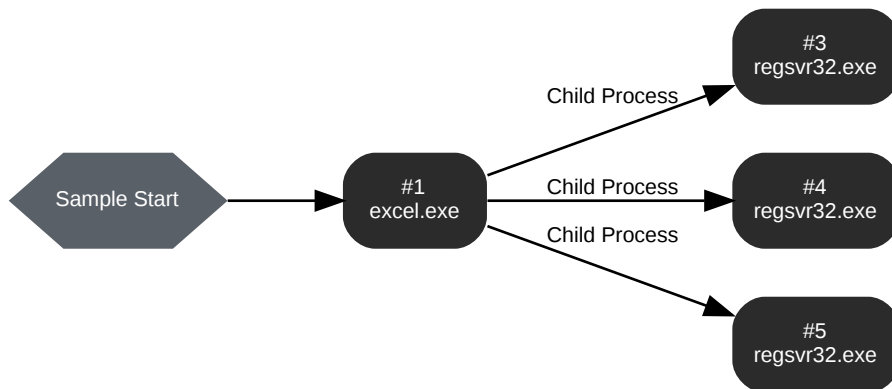 #3
regsvr32.exe
Child Process
Sample Start
#1
excel.exe
Child Process
#4
regsvr32.exe
Child Process
#5
regsvr32.exe